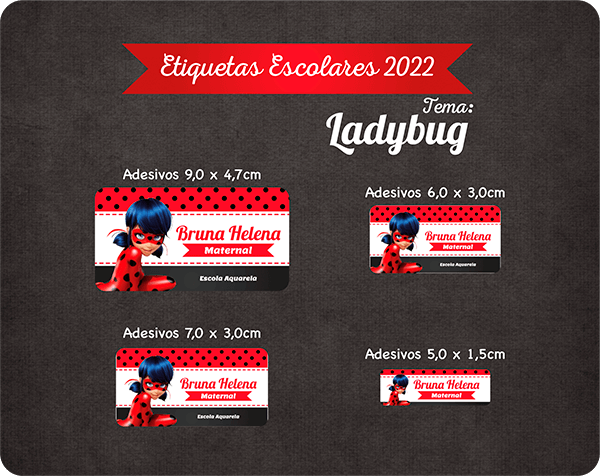 Etiquetas Escolares 2022
Tema:
Ladybug
Adesivos 9,0 x 4,7cm
Bruna Helena
Maternal
Escola Aquarela
Adesivos 6,0 x 3,0cm
Bruna Helena
Maternal
Escola Aquarela
Adesivos 7,0 x 3,0cm
Bruna Helena
Maternal
Escola Aquarela
Adesivos 5,0 x 1,5cm
Bruna Helena
Maternal